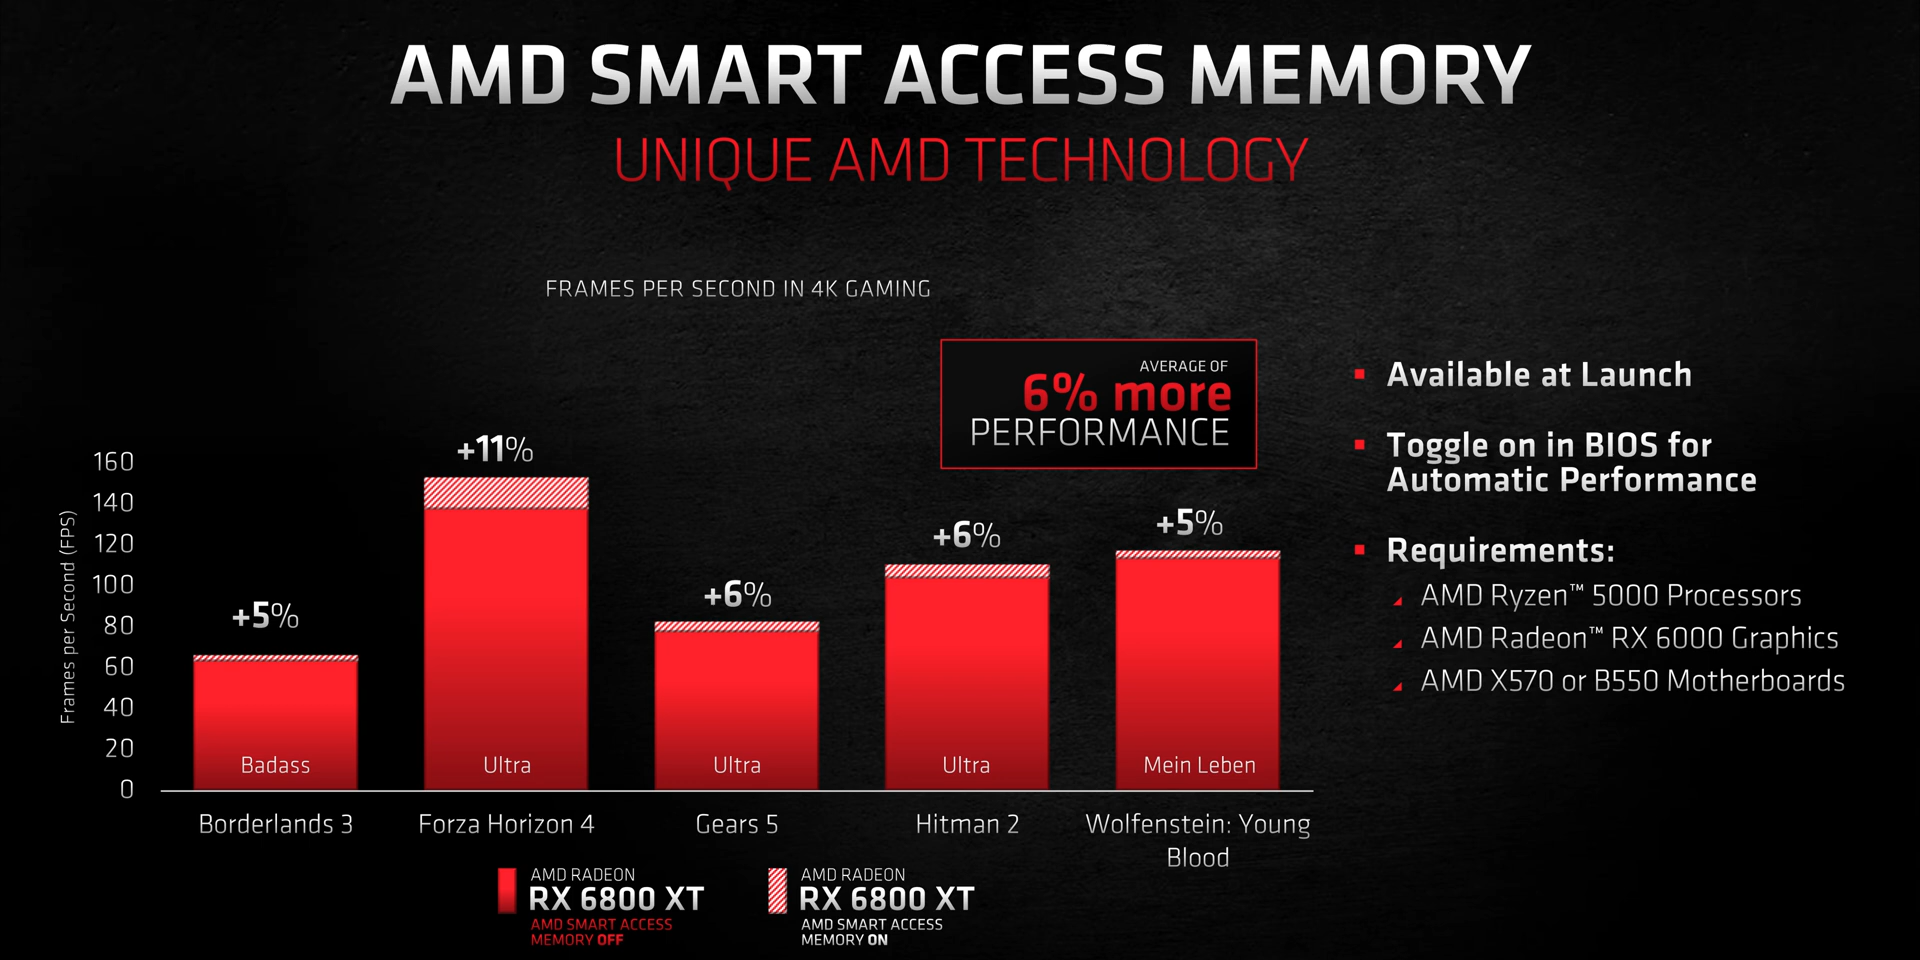 AMD SMART ACCESS MEMORY
UNIQUE AMD TECHNOLOGY
FRAMES PER SECOND IN 4K GAMING
AVERAGE OF
6% more
PERFORMANCE
Frames per Second (FPS)
160
140
120
100
80
60
40
20
0
+5%
+11%
+6%
+6%
+5%
Badass
Ultra
Ultra
Ultra
Mein Leben
Borderlands 3
Forza Horizon 4
Gears 5
Hitman 2
Wolfenstein: Young
Blood
AMD RADEON
RX 6800 XT
AMD SMART ACCESS
MEMORY OFF
AMD RADEON
RX 6800 XT
AMD SMART ACCESS
MEMORY ON
Available at Launch
Toggle on in BIOS for
Automatic Performance
Requirements:
AMD Ryzen™ 5000 Processors
AMD Radeon™ RX 6000 Graphics
AMD X570 or B550 Motherboards